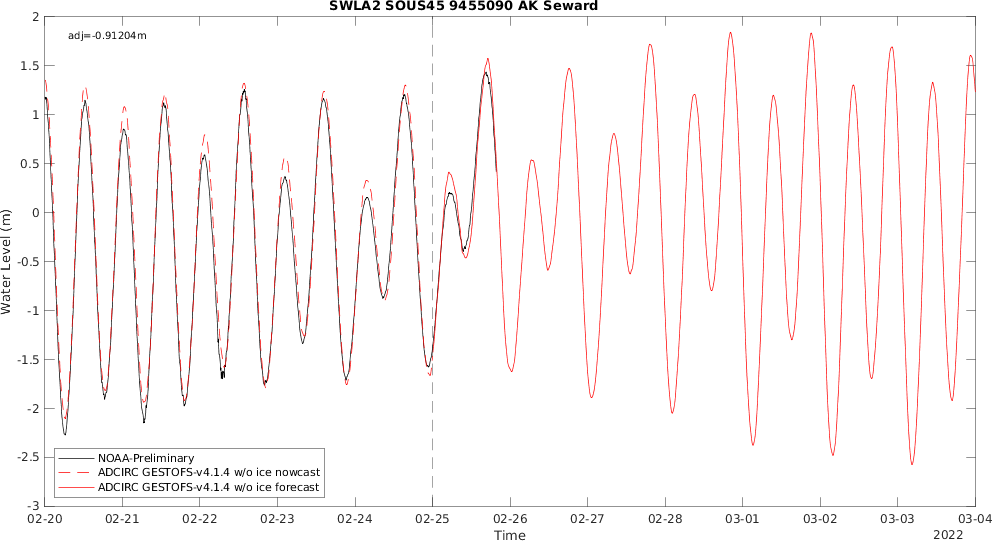 SWLA2 SOUS45 9455090 AK Seward
adj=-0.91204m
2
1.5
1
0.5
0
-0.5
-1
-1.5
-2
-2.5
-3
Water Level (m)
NOAA-Preliminary
ADCIRC GESTOFS-v4.1.4 w/o ice nowcast
ADCIRC GESTOFS-v4.1.4 w/o ice forecast
02-20 02-21 02-22 02-23 02-24 02-25 02-26 02-27 02-28 03-01 03-02 03-03 03-04
Time
2022